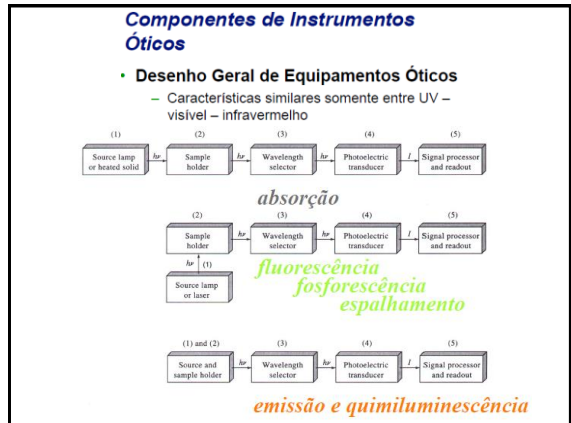 Componentes de Instrumentos
Óticos
• Desenho Geral de Equipamentos Óticos
– Características similares somente entre UV –
visível – infravermelho
(1) (2) (3) (4) (5)
Source lamp or heated solid hν Sample holder hν Wavelength selector hν Photoelectric transducer I Signal processor and readout
absorção
(2) (3) (4) (5)
Sample holder hν Wavelength selector hν Photoelectric transducer I Signal processor and readout
hν (1)
Source lamp or laser
fluorescência
fosforescência
espalhamento
(1) and (2) (3) (4) (5)
Source and sample holder hν Wavelength selector hν Photoelectric transducer I Signal processor and readout
emissão e quimiluminescência